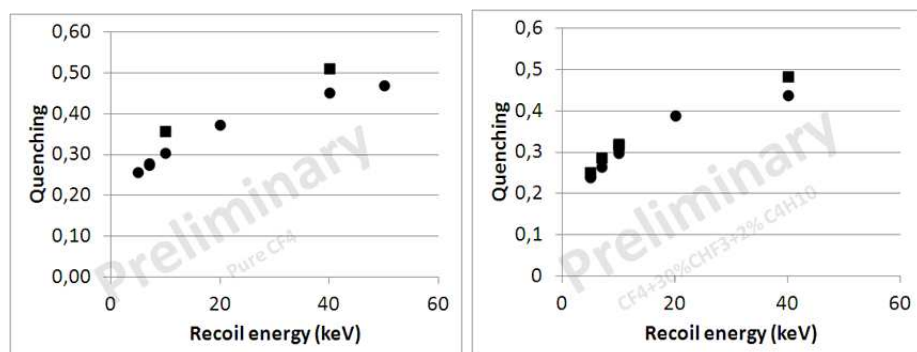 0,60
0,50
0,40
0,30
0,20
0,10
0,00
Quenching
0
20
40
60
Recoil energy (keV)
Preliminary
Pure CF4
0,6
0,5
0,4
0,3
0,2
0,1
0
Quenching
0
20
40
60
Recoil energy (keV)
Preliminary
CF4+30%CHF3+2% C4H10